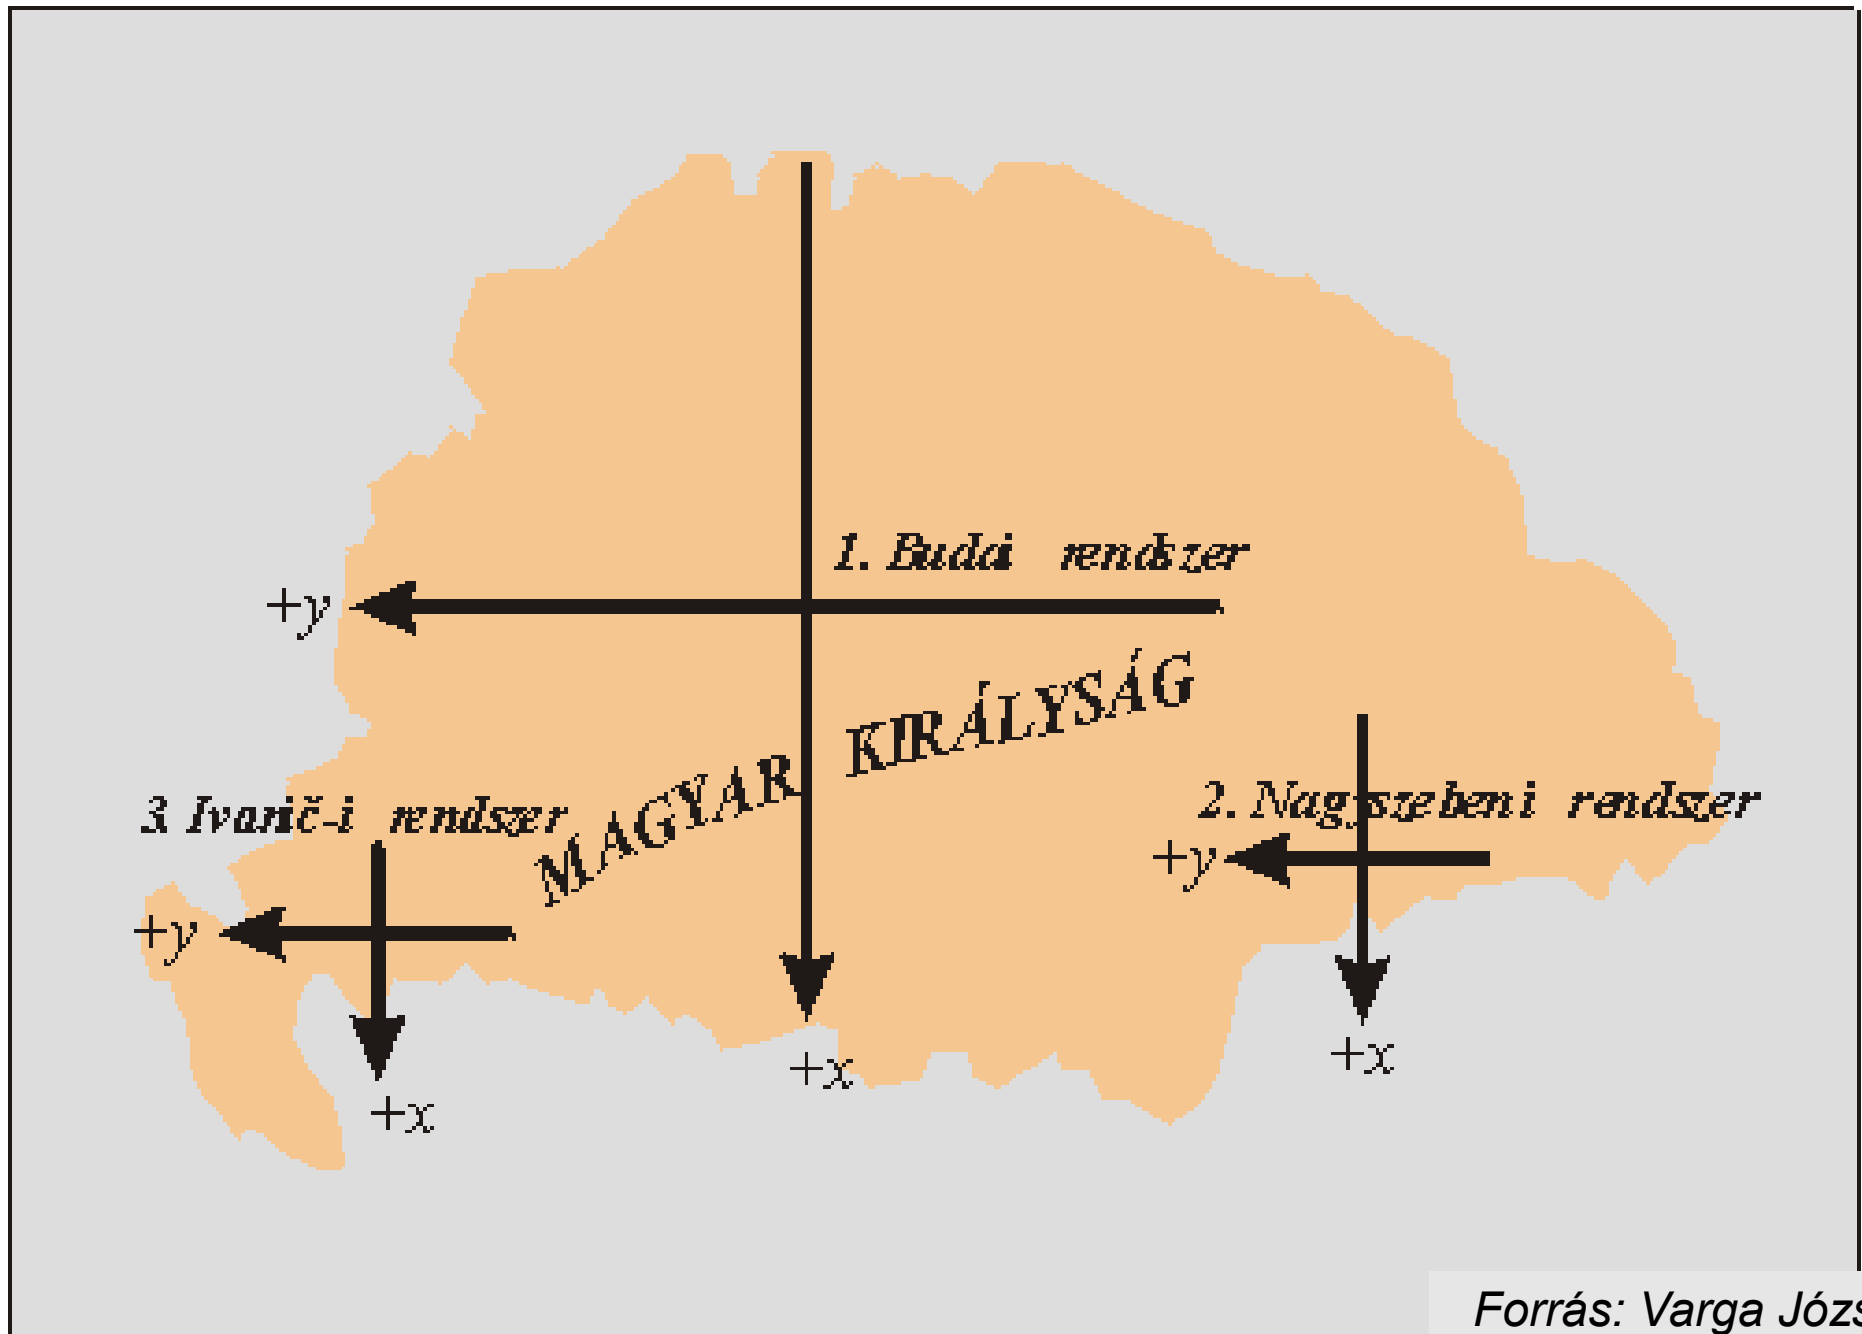 1. Budai rendszer
+y
MAGYAR KIRÁLYSÁG
3. Ivanič-i rendszer
2. Nagyszebeni rendszer
+y
+y
+x
+x
+x
Forrás: Varga Józs